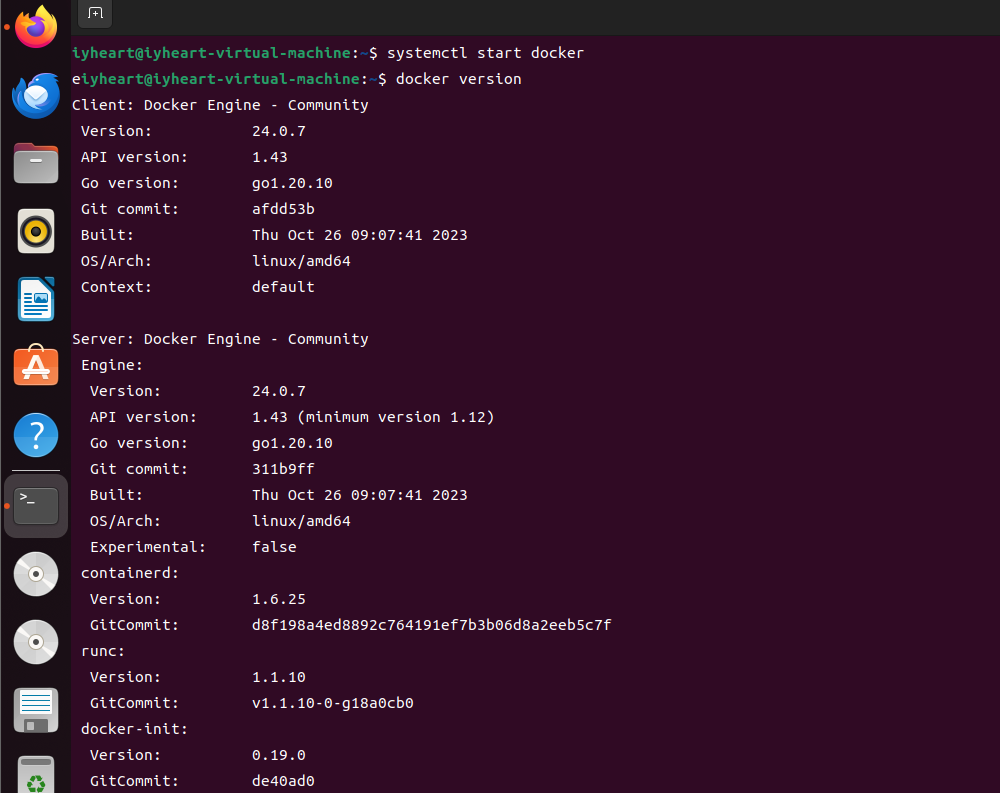 iyheart@iyheart-virtual-machine:~$ systemctl start docker
eiyheart@iyheart-virtual-machine:~$ docker version
Client: Docker Engine - Community
 Version:           24.0.7
 API version:       1.43
 Go version:        go1.20.10
 Git commit:        afdd53b
 Built:             Thu Oct 26 09:07:41 2023
 OS/Arch:           linux/amd64
 Context:           default

Server: Docker Engine - Community
 Engine:
  Version:          24.0.7
  API version:      1.43 (minimum version 1.12)
  Go version:       go1.20.10
  Git commit:       311b9ff
  Built:            Thu Oct 26 09:07:41 2023
  OS/Arch:          linux/amd64
  Experimental:     false
 containerd:
  Version:          1.6.25
  GitCommit:        d8f198a4ed8892c764191ef7b3b06d8a2eeb5c7f
 runc:
  Version:          1.1.10
  GitCommit:        v1.1.10-0-g18a0cb0
 docker-init:
  Version:          0.19.0
  GitCommit:        de40ad0